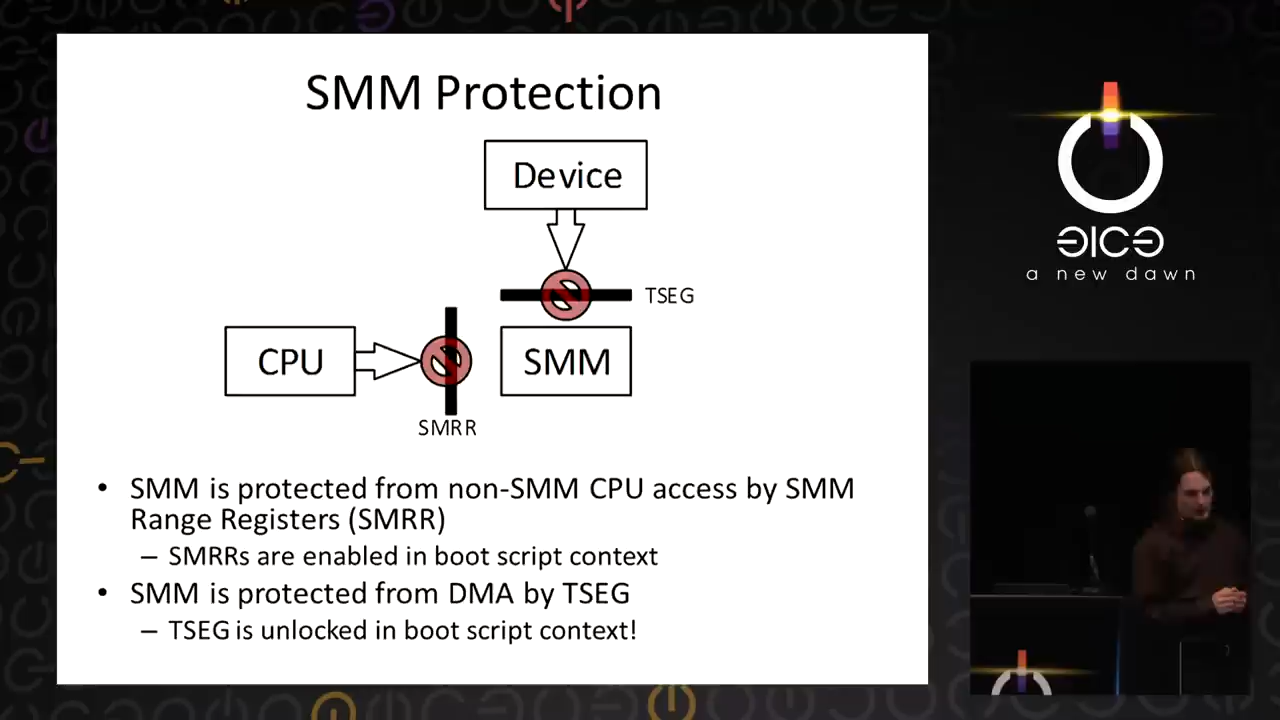 SMM Protection
Device
TSEG
CPU
SMM
SMRR
• SMM is protected from non-SMM CPU access by SMM
Range Registers (SMRR)
– SMRRs are enabled in boot script context
• SMM is protected from DMA by TSEG
– TSEG is unlocked in boot script context!
a new dawn